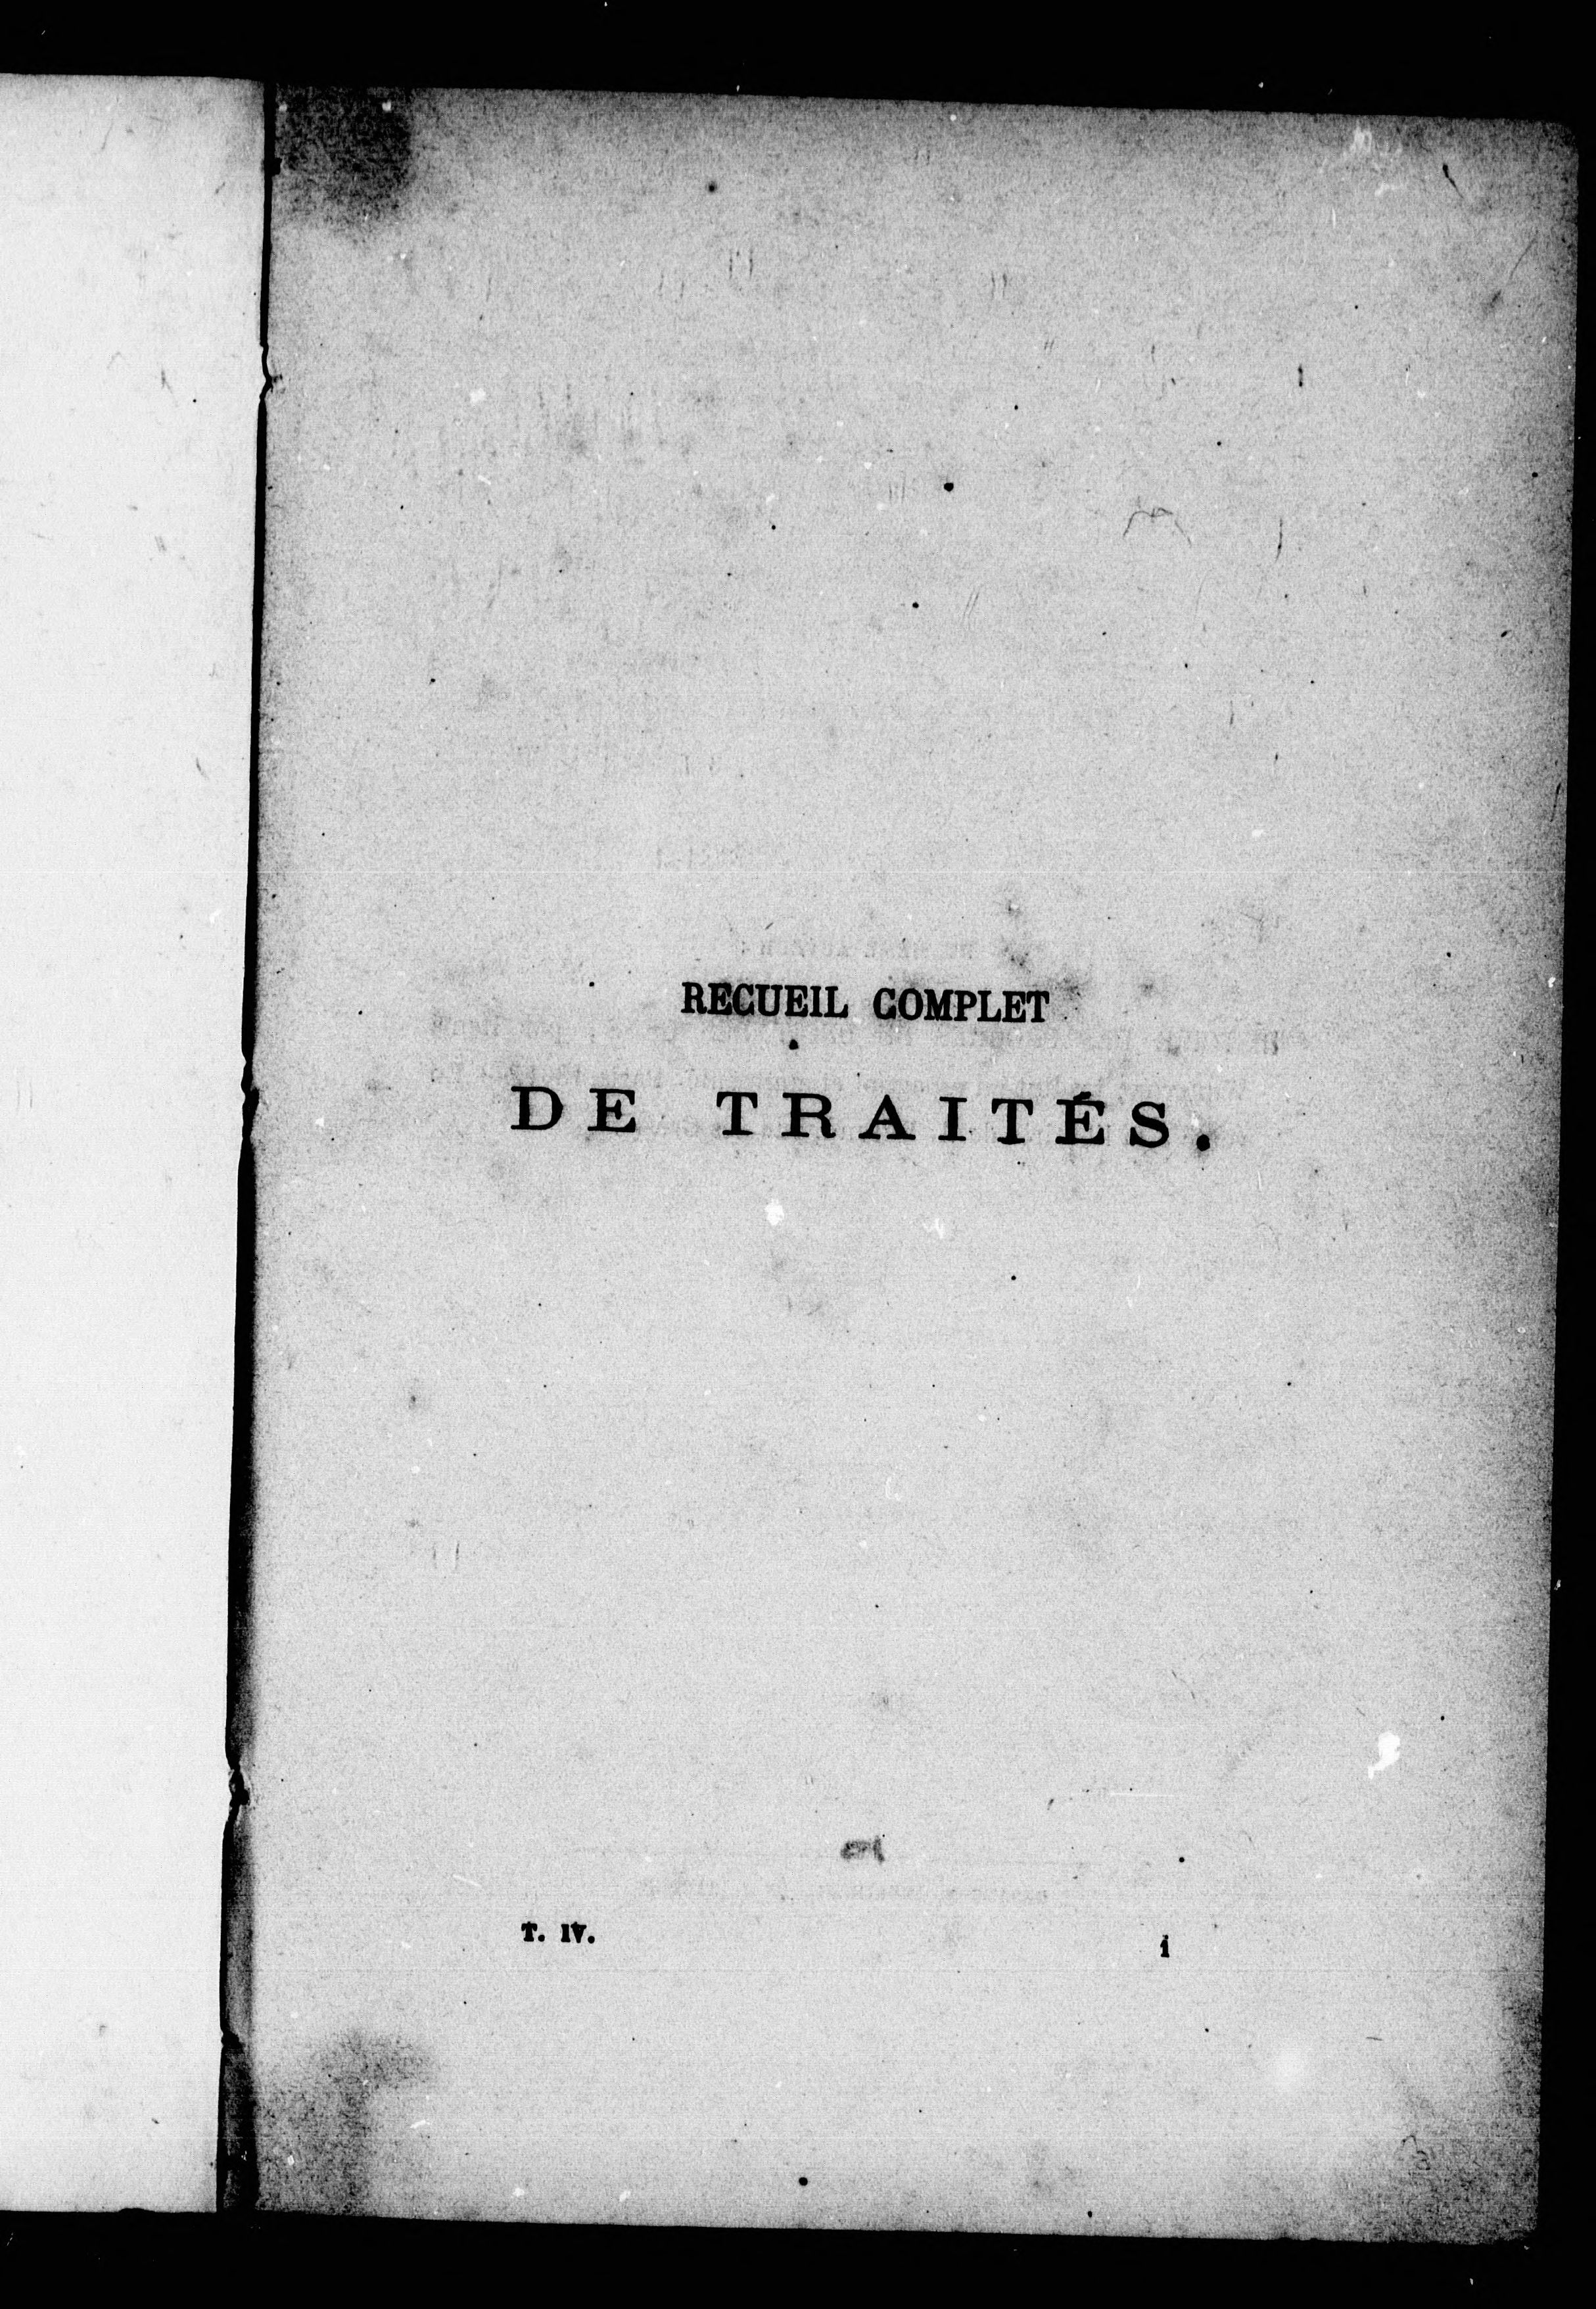 RECUEIL COMPLET
DE TRAITÉS.
T. IV. 1